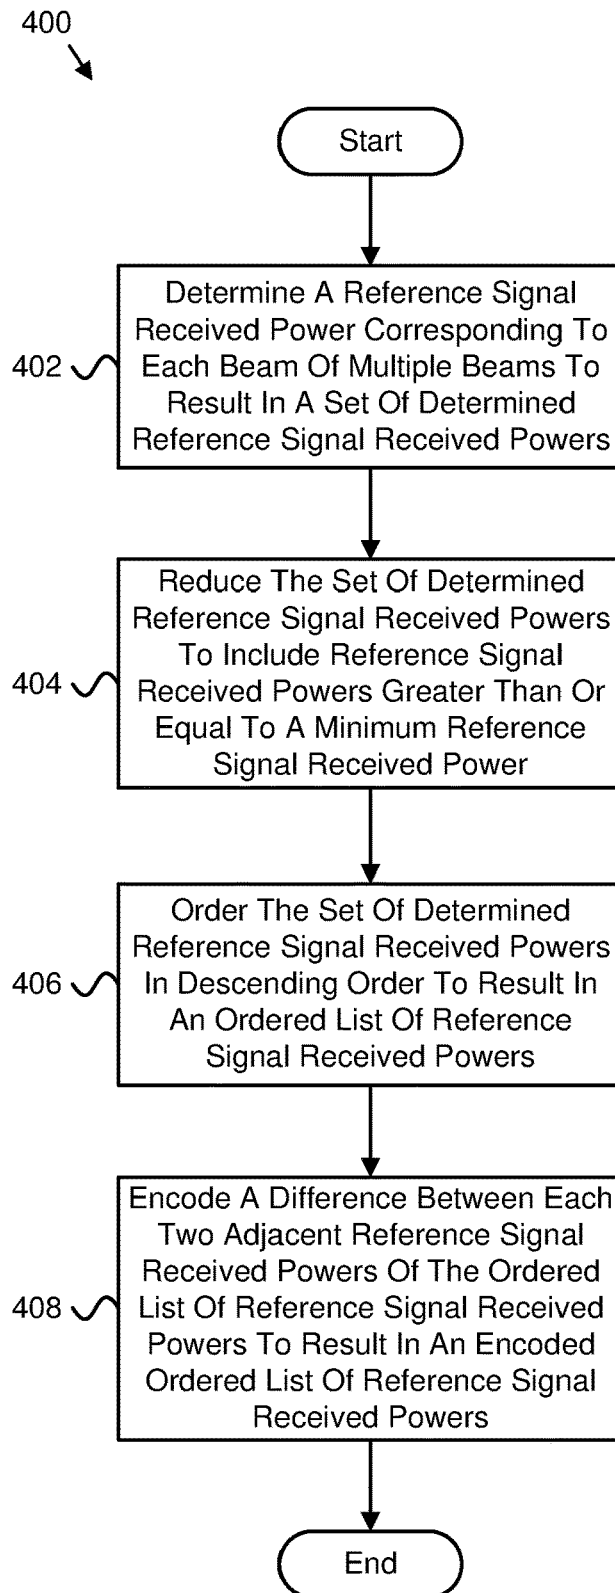 400
Start
402
Determine A Reference Signal
Received Power Corresponding To
Each Beam Of Multiple Beams To
Result In A Set Of Determined
Reference Signal Received Powers
404
Reduce The Set Of Determined
Reference Signal Received Powers
To Include Reference Signal
Received Powers Greater Than Or
Equal To A Minimum Reference
Signal Received Power
406
Order The Set Of Determined
Reference Signal Received Powers
In Descending Order To Result In
An Ordered List Of Reference
Signal Received Powers
408
Encode A Difference Between Each
Two Adjacent Reference Signal
Received Powers Of The Ordered
List Of Reference Signal Received
Powers To Result In An Encoded
Ordered List Of Reference Signal
Received Powers
End